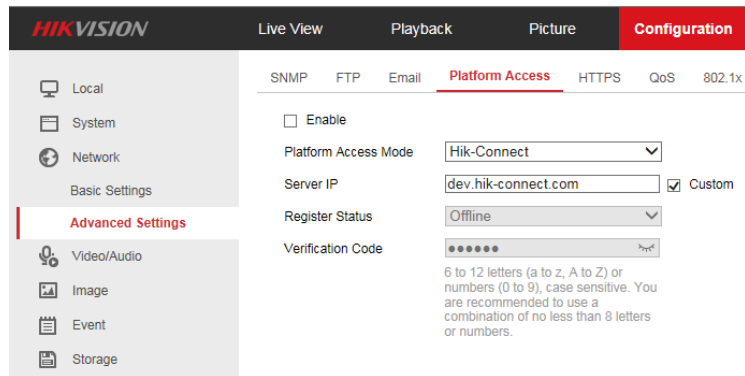 HIKVISION
Live View Playback Picture Configuration
Local
System
Network
Basic Settings
Advanced Settings
Video/Audio
Image
Event
Storage
SNMP FTP Email Platform Access HTTPS QoS 802.1x
Enable
Platform Access Mode Hik-Connect
Server IP dev.hik-connect.com Custom
Register Status Offline
Verification Code ●●●●●●
6 to 12 letters (a to z, A to Z) or
numbers (0 to 9), case sensitive. You
are recommended to use a
combination of no less than 8 letters
or numbers.